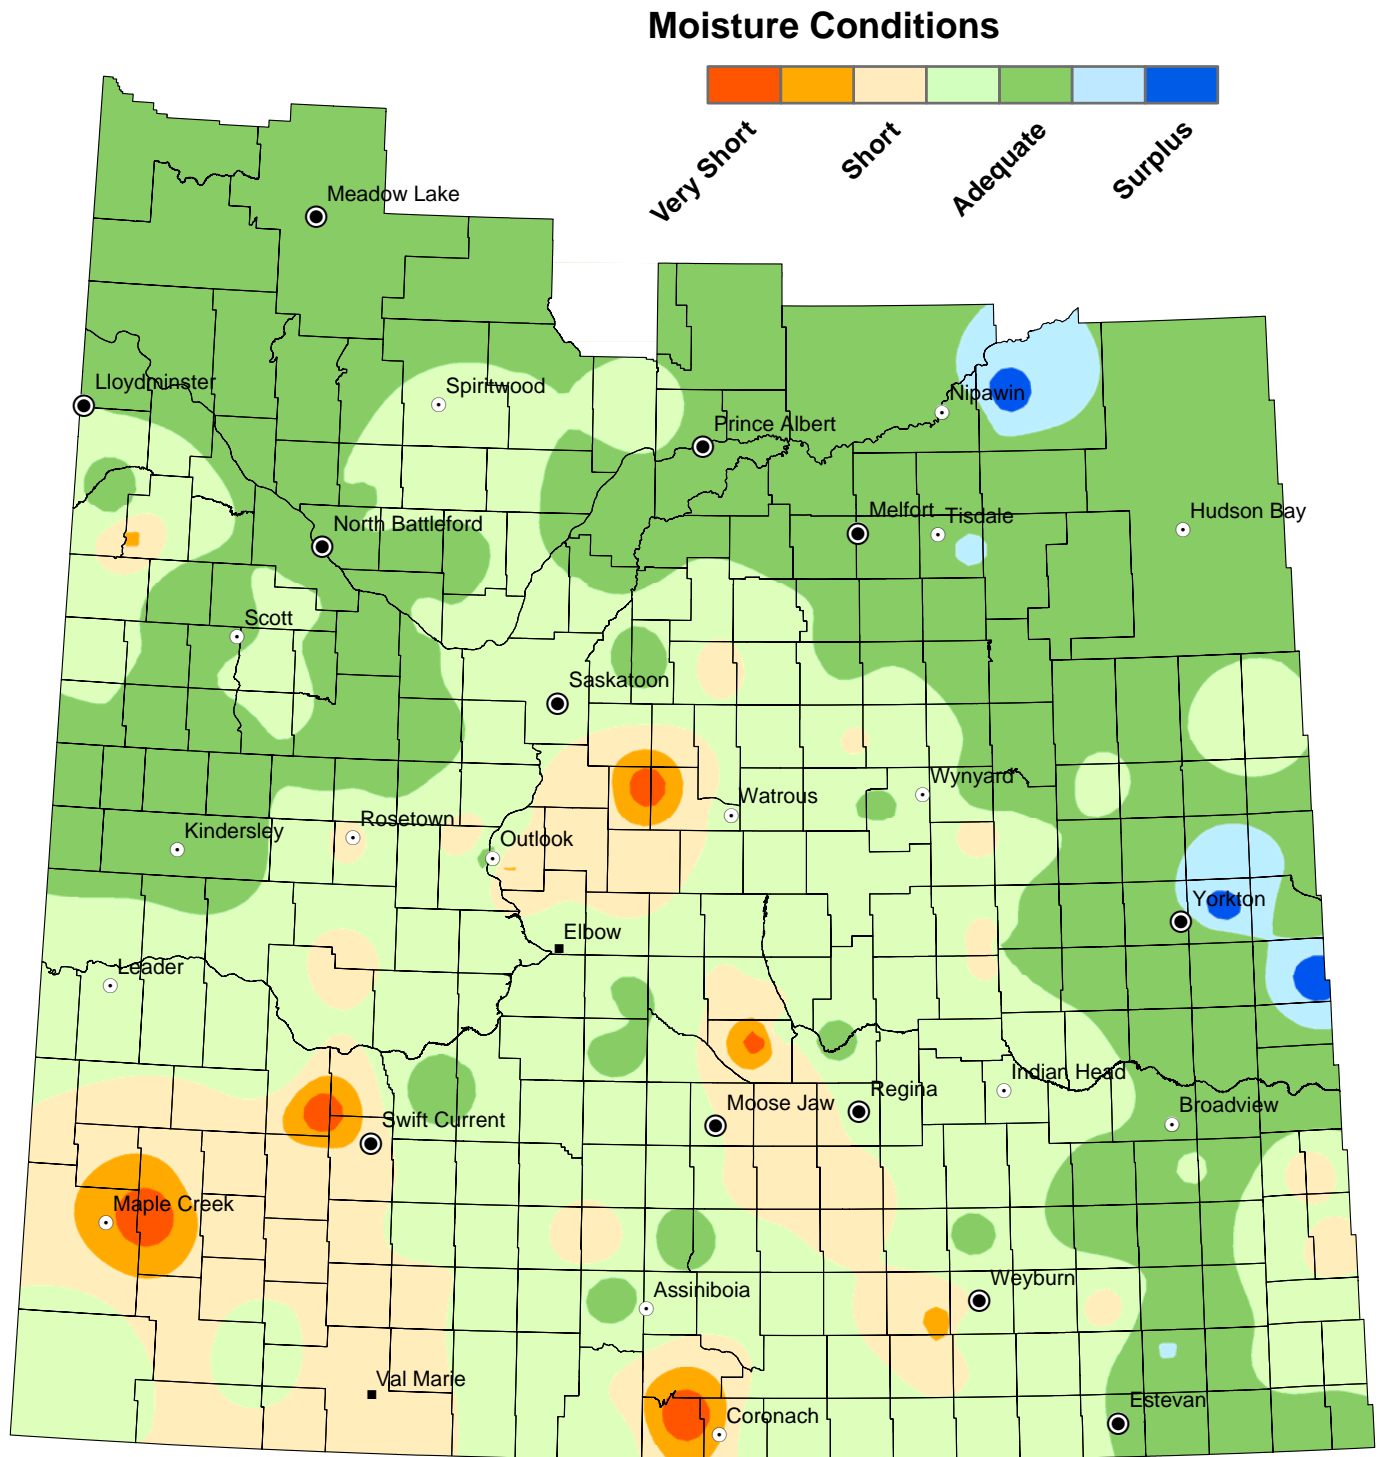 Moisture Conditions
Very Short
Short
Adequate
Surplus
Meadow Lake
Lloydminster
Spiritwood
Nipawin
Prince Albert
North Battleford
Melfort
Tisdale
Hudson Bay
Scott
Saskatoon
Wynyard
Watrous
Kindersley
Rosetown
Outlook
Yorkton
Elbow
Leader
Indian Head
Regina
Moose Jaw
Broadview
Swift Current
Maple Creek
Weyburn
Assiniboia
Val Marie
Estevan
Coronach